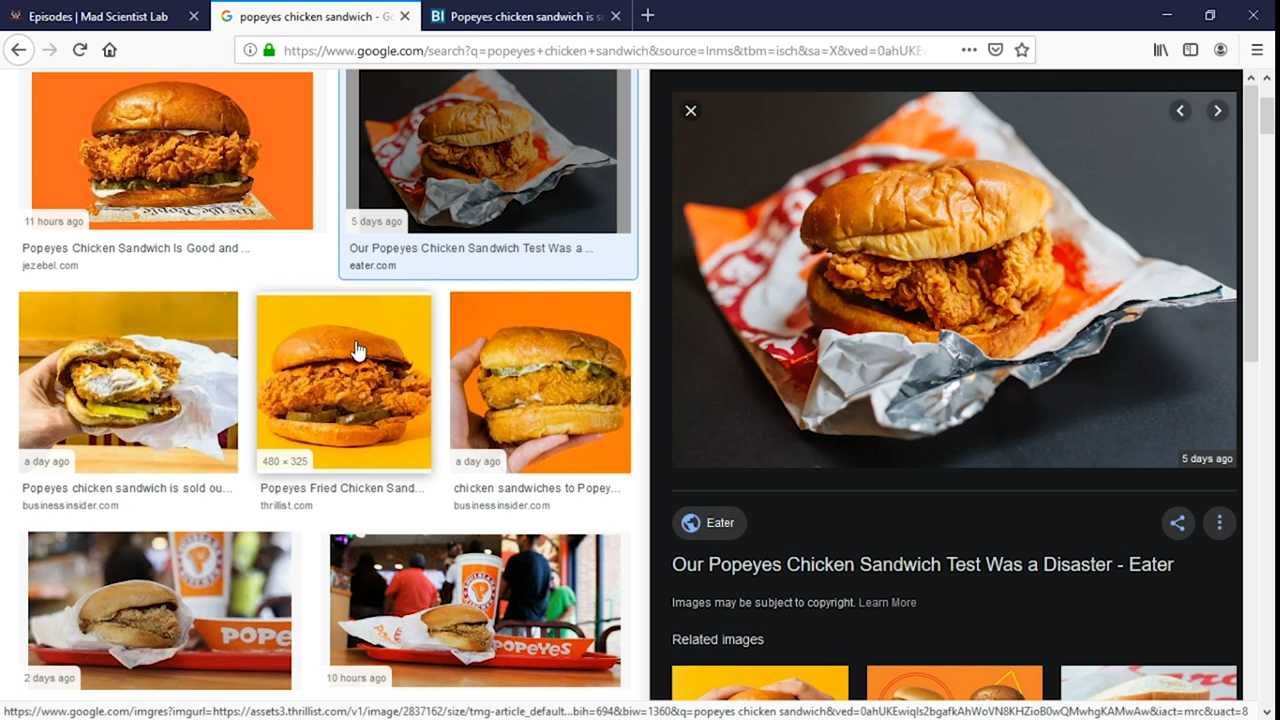 Episodes | Mad Scientist Lab
popeyes chicken sandwich - G
BI Popeyes chicken sandwich is s
https://www.google.com/search?q=popeyes+chicken+sandwich&source=lnms&tbm=isch&sa=X&ved=0ahUKE
11 hours ago
Popeyes Chicken Sandwich Is Good and ...
jezebel.com
5 days ago
Our Popeyes Chicken Sandwich Test Was a ...
eater.com
a day ago
Popeyes chicken sandwich is sold ou...
businessinsider.com
480 × 325
Popeyes Fried Chicken Sand...
thrillist.com
a day ago
chicken sandwiches to Popey...
businessinsider.com
POPEYES
2 days ago
POPEYES
10 hours ago
5 days ago
Eater
Our Popeyes Chicken Sandwich Test Was a Disaster - Eater
Images may be subject to copyright. Learn More
Related images
https://www.google.com/imgres?imgurl=https://assets3.thrillist.com/v1/image/2837162/size/tmg-article_default...bih=694&biw=1360&q=popeyes chicken sandwich&ved=0ahUKEwiqls2bgafkAhWoVN8KHZioB0wQMwhgKAMwAw&iact=mrc&uact=8